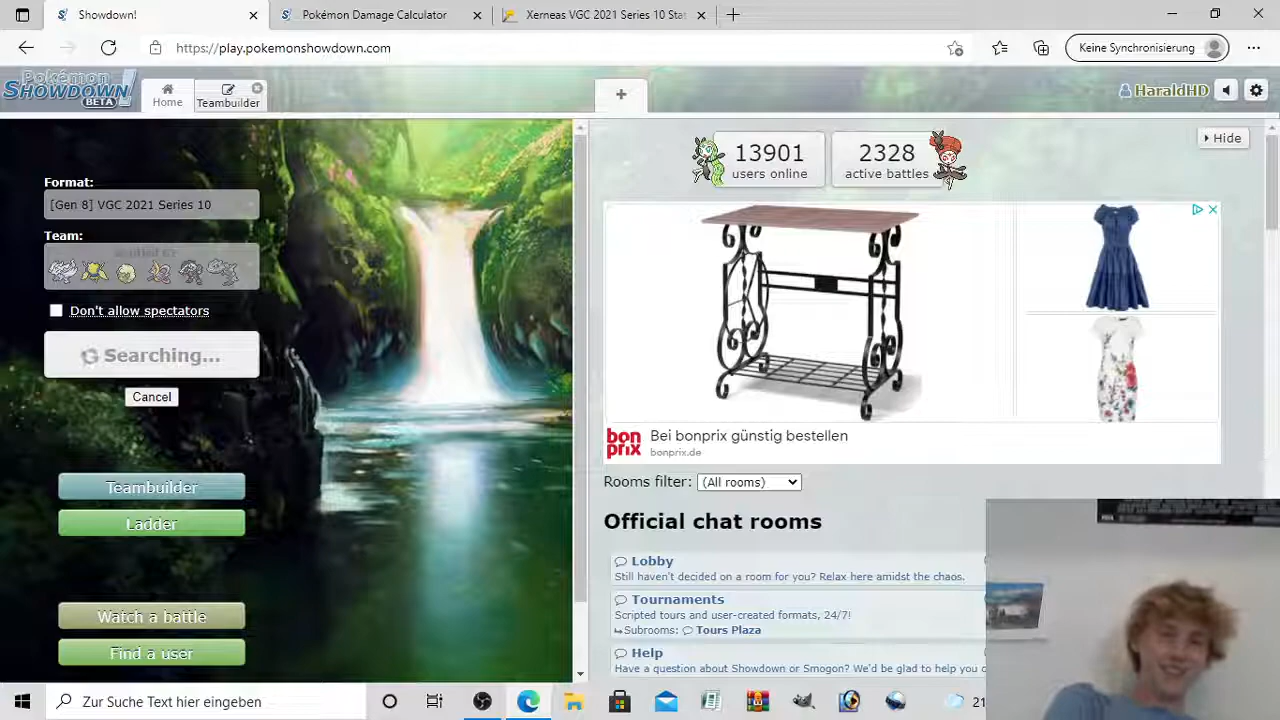 Showdown!
Pokémon Damage Calculator
Xerneas VGC 2021 Series 10 Stat
https://play.pokemonshowdown.com
Keine Synchronisierung
Pokémon
SHOWDOWN!
BETA
Home
Teambuilder
HaraldHD
Format:
[Gen 8] VGC 2021 Series 10
Team:
Don't allow spectators
Searching...
Cancel
Teambuilder
Ladder
Watch a battle
Find a user
13901
users online
2328
active battles
Hide
bon
prix
Bei bonprix günstig bestellen
bonprix.de
Rooms filter:
(All rooms)
Official chat rooms
Lobby
Still haven't decided on a room for you? Relax here amidst the chaos.
Tournaments
Scripted tours and user-created formats, 24/7!
Subrooms: Tours Plaza
Help
Have a question about Showdown or Smogon? We'd be glad to help you o
Zur Suche Text hier eingeben
21